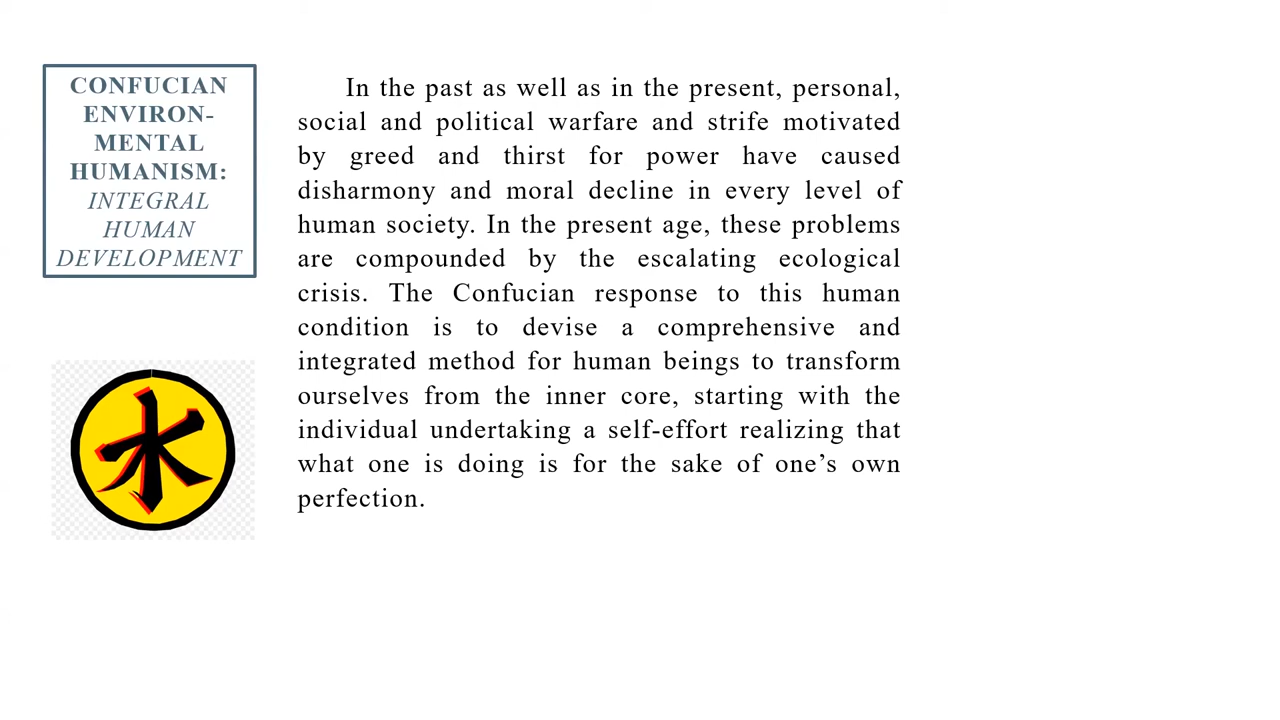 CONFUCIAN
ENVIRON-
MENTAL
HUMANISM:
INTEGRAL
HUMAN
DEVELOPMENT
In the past as well as in the present, personal,
social and political warfare and strife motivated
by greed and thirst for power have caused
disharmony and moral decline in every level of
human society. In the present age, these problems
are compounded by the escalating ecological
crisis. The Confucian response to this human
condition is to devise a comprehensive and
integrated method for human beings to transform
ourselves from the inner core, starting with the
individual undertaking a self-effort realizing that
what one is doing is for the sake of one’s own
perfection.
水